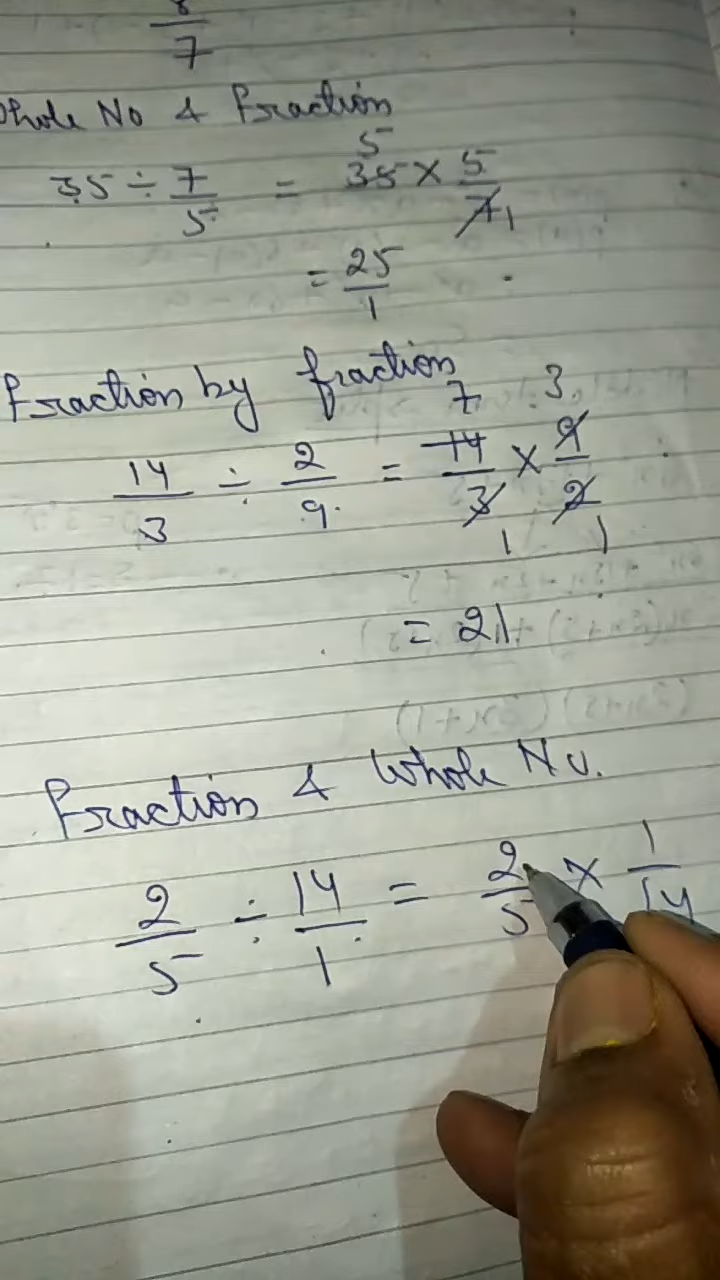 8/7
Whole No & Fraction
35 ÷ 7/5 = 35 5 × 5/7 1
= 25/1
Fraction by fraction
14/3 ÷ 2/9 = 14 7/3 1 × 9 3/2 1
= 21
Fraction & Whole No.
2/5 ÷ 14/1 = 2/5 × 1/14